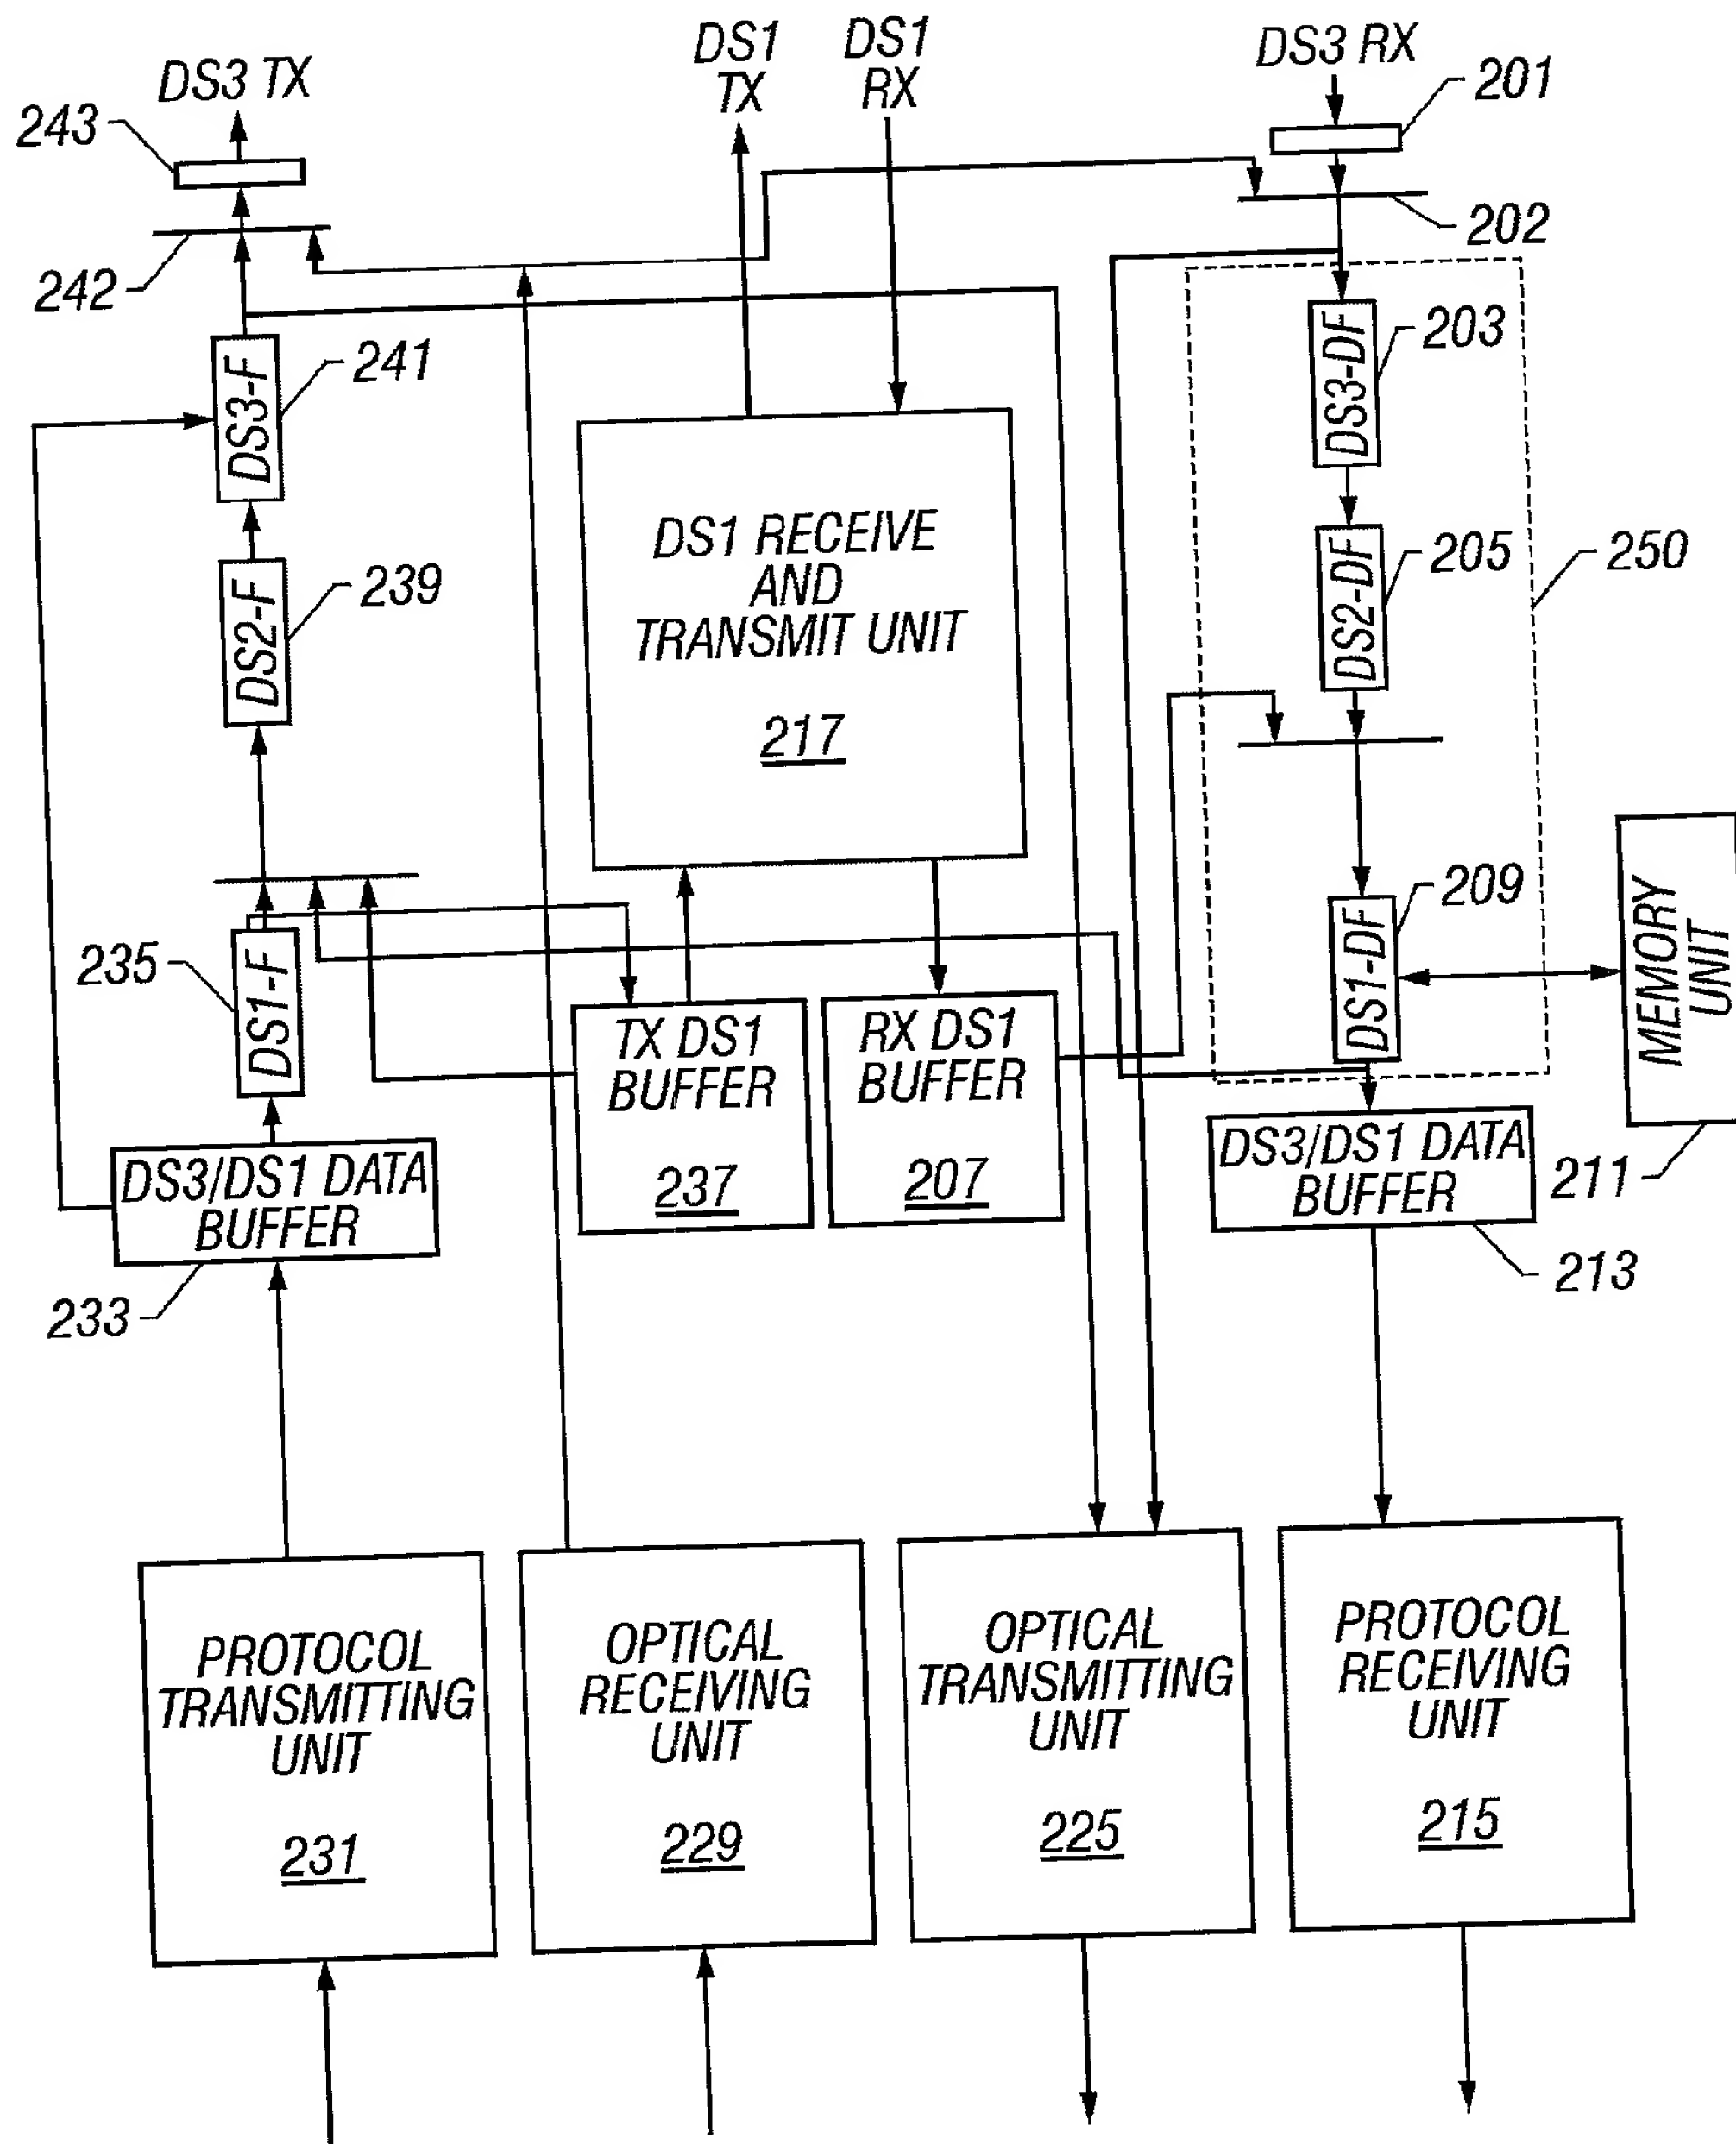 DS3 TX
DS1
TX
DS1
RX
DS3 RX
243
201
242
202
DS3-F
241
DS3-DF
203
DS2-F
239
DS1 RECEIVE
AND
TRANSMIT UNIT
217
DS2-DF
205
250
DS1-F
235
DS1-DF
209
MEMORY
UNIT
211
TX DS1
BUFFER
237
RX DS1
BUFFER
207
DS3/DS1 DATA
BUFFER
233
DS3/DS1 DATA
BUFFER
213
PROTOCOL
TRANSMITTING
UNIT
231
OPTICAL
RECEIVING
UNIT
229
OPTICAL
TRANSMITTING
UNIT
225
PROTOCOL
RECEIVING
UNIT
215